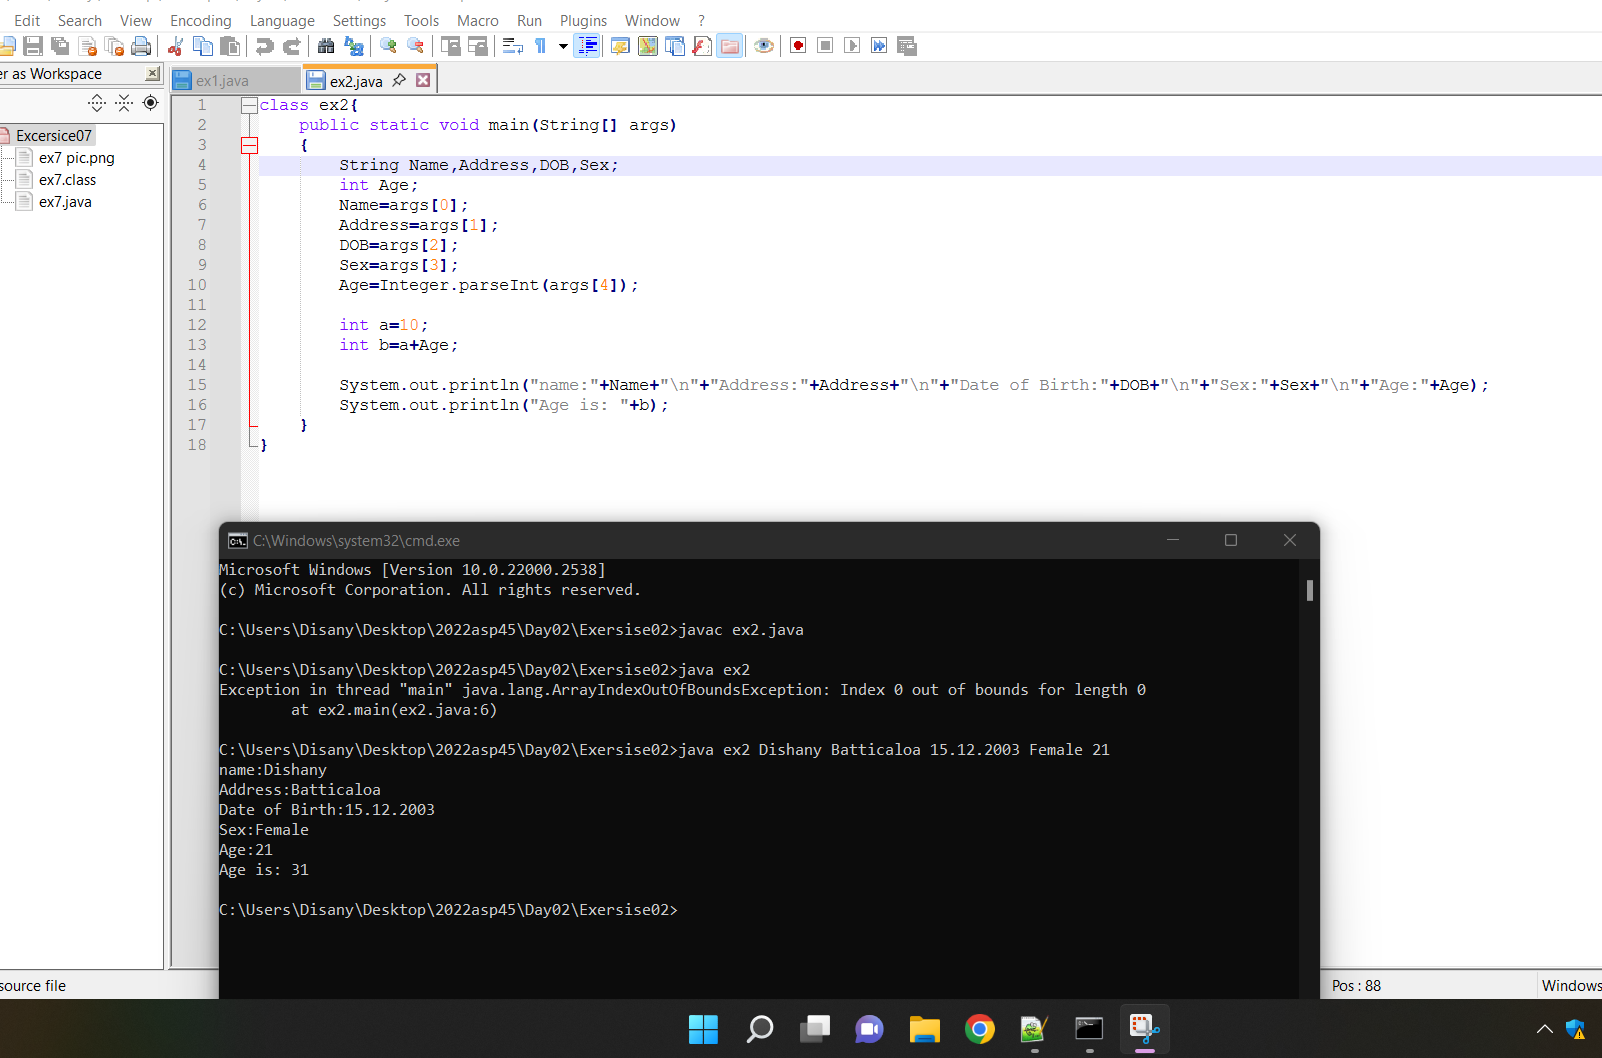 Edit Search View Encoding Language Settings Tools Macro Run Plugins Window ?
er as Workspace
ex1.java ex2.java
Excersice07
ex7 pic.png
ex7.class
ex7.java
1 class ex2{
2 public static void main(String[] args)
3 {
4 String Name,Address,DOB,Sex;
5 int Age;
6 Name=args[0];
7 Address=args[1];
8 DOB=args[2];
9 Sex=args[3];
10 Age=Integer.parseInt(args[4]);
11
12 int a=10;
13 int b=a+Age;
14
15 System.out.println("name:"+Name+"\n"+"Address:"+Address+"\n"+"Date of Birth:"+DOB+"\n"+"Sex:"+Sex+"\n"+"Age:"+Age);
16 System.out.println("Age is: "+b);
17 }
18 }
C:\Windows\system32\cmd.exe
Microsoft Windows [Version 10.0.22000.2538]
(c) Microsoft Corporation. All rights reserved.
C:\Users\Disany\Desktop\2022asp45\Day02\Exersise02>javac ex2.java
C:\Users\Disany\Desktop\2022asp45\Day02\Exersise02>java ex2
Exception in thread "main" java.lang.ArrayIndexOutOfBoundsException: Index 0 out of bounds for length 0
at ex2.main(ex2.java:6)
C:\Users\Disany\Desktop\2022asp45\Day02\Exersise02>java ex2 Dishany Batticaloa 15.12.2003 Female 21
name:Dishany
Address:Batticaloa
Date of Birth:15.12.2003
Sex:Female
Age:21
Age is: 31
C:\Users\Disany\Desktop\2022asp45\Day02\Exersise02>
source file Pos : 88 Windows